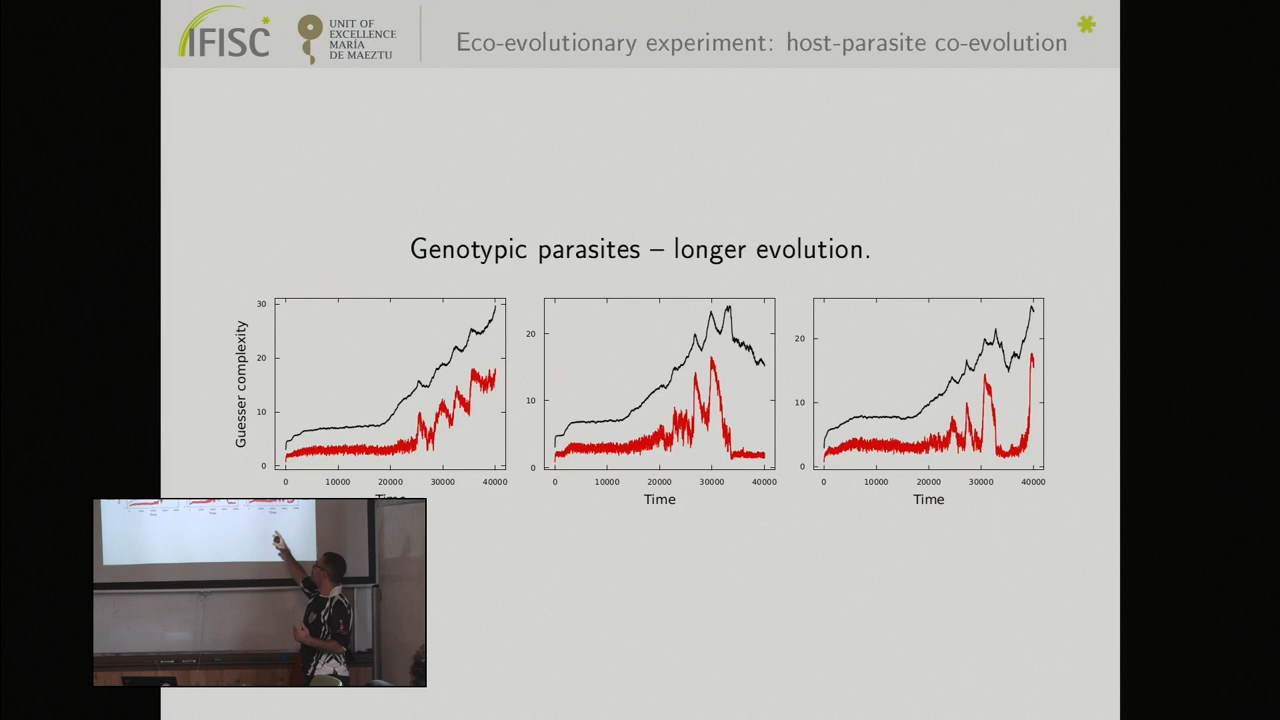 IFISC
UNIT OF
EXCELLENCE
MARÍA
DE MAEZTU
Eco-evolutionary experiment: host-parasite co-evolution
Genotypic parasites – longer evolution.
Guesser complexity
30
20
10
0
0 10000 20000 30000 40000
Time
20
10
0
0 10000 20000 30000 40000
Time
20
10
0
0 10000 20000 30000 40000
Time